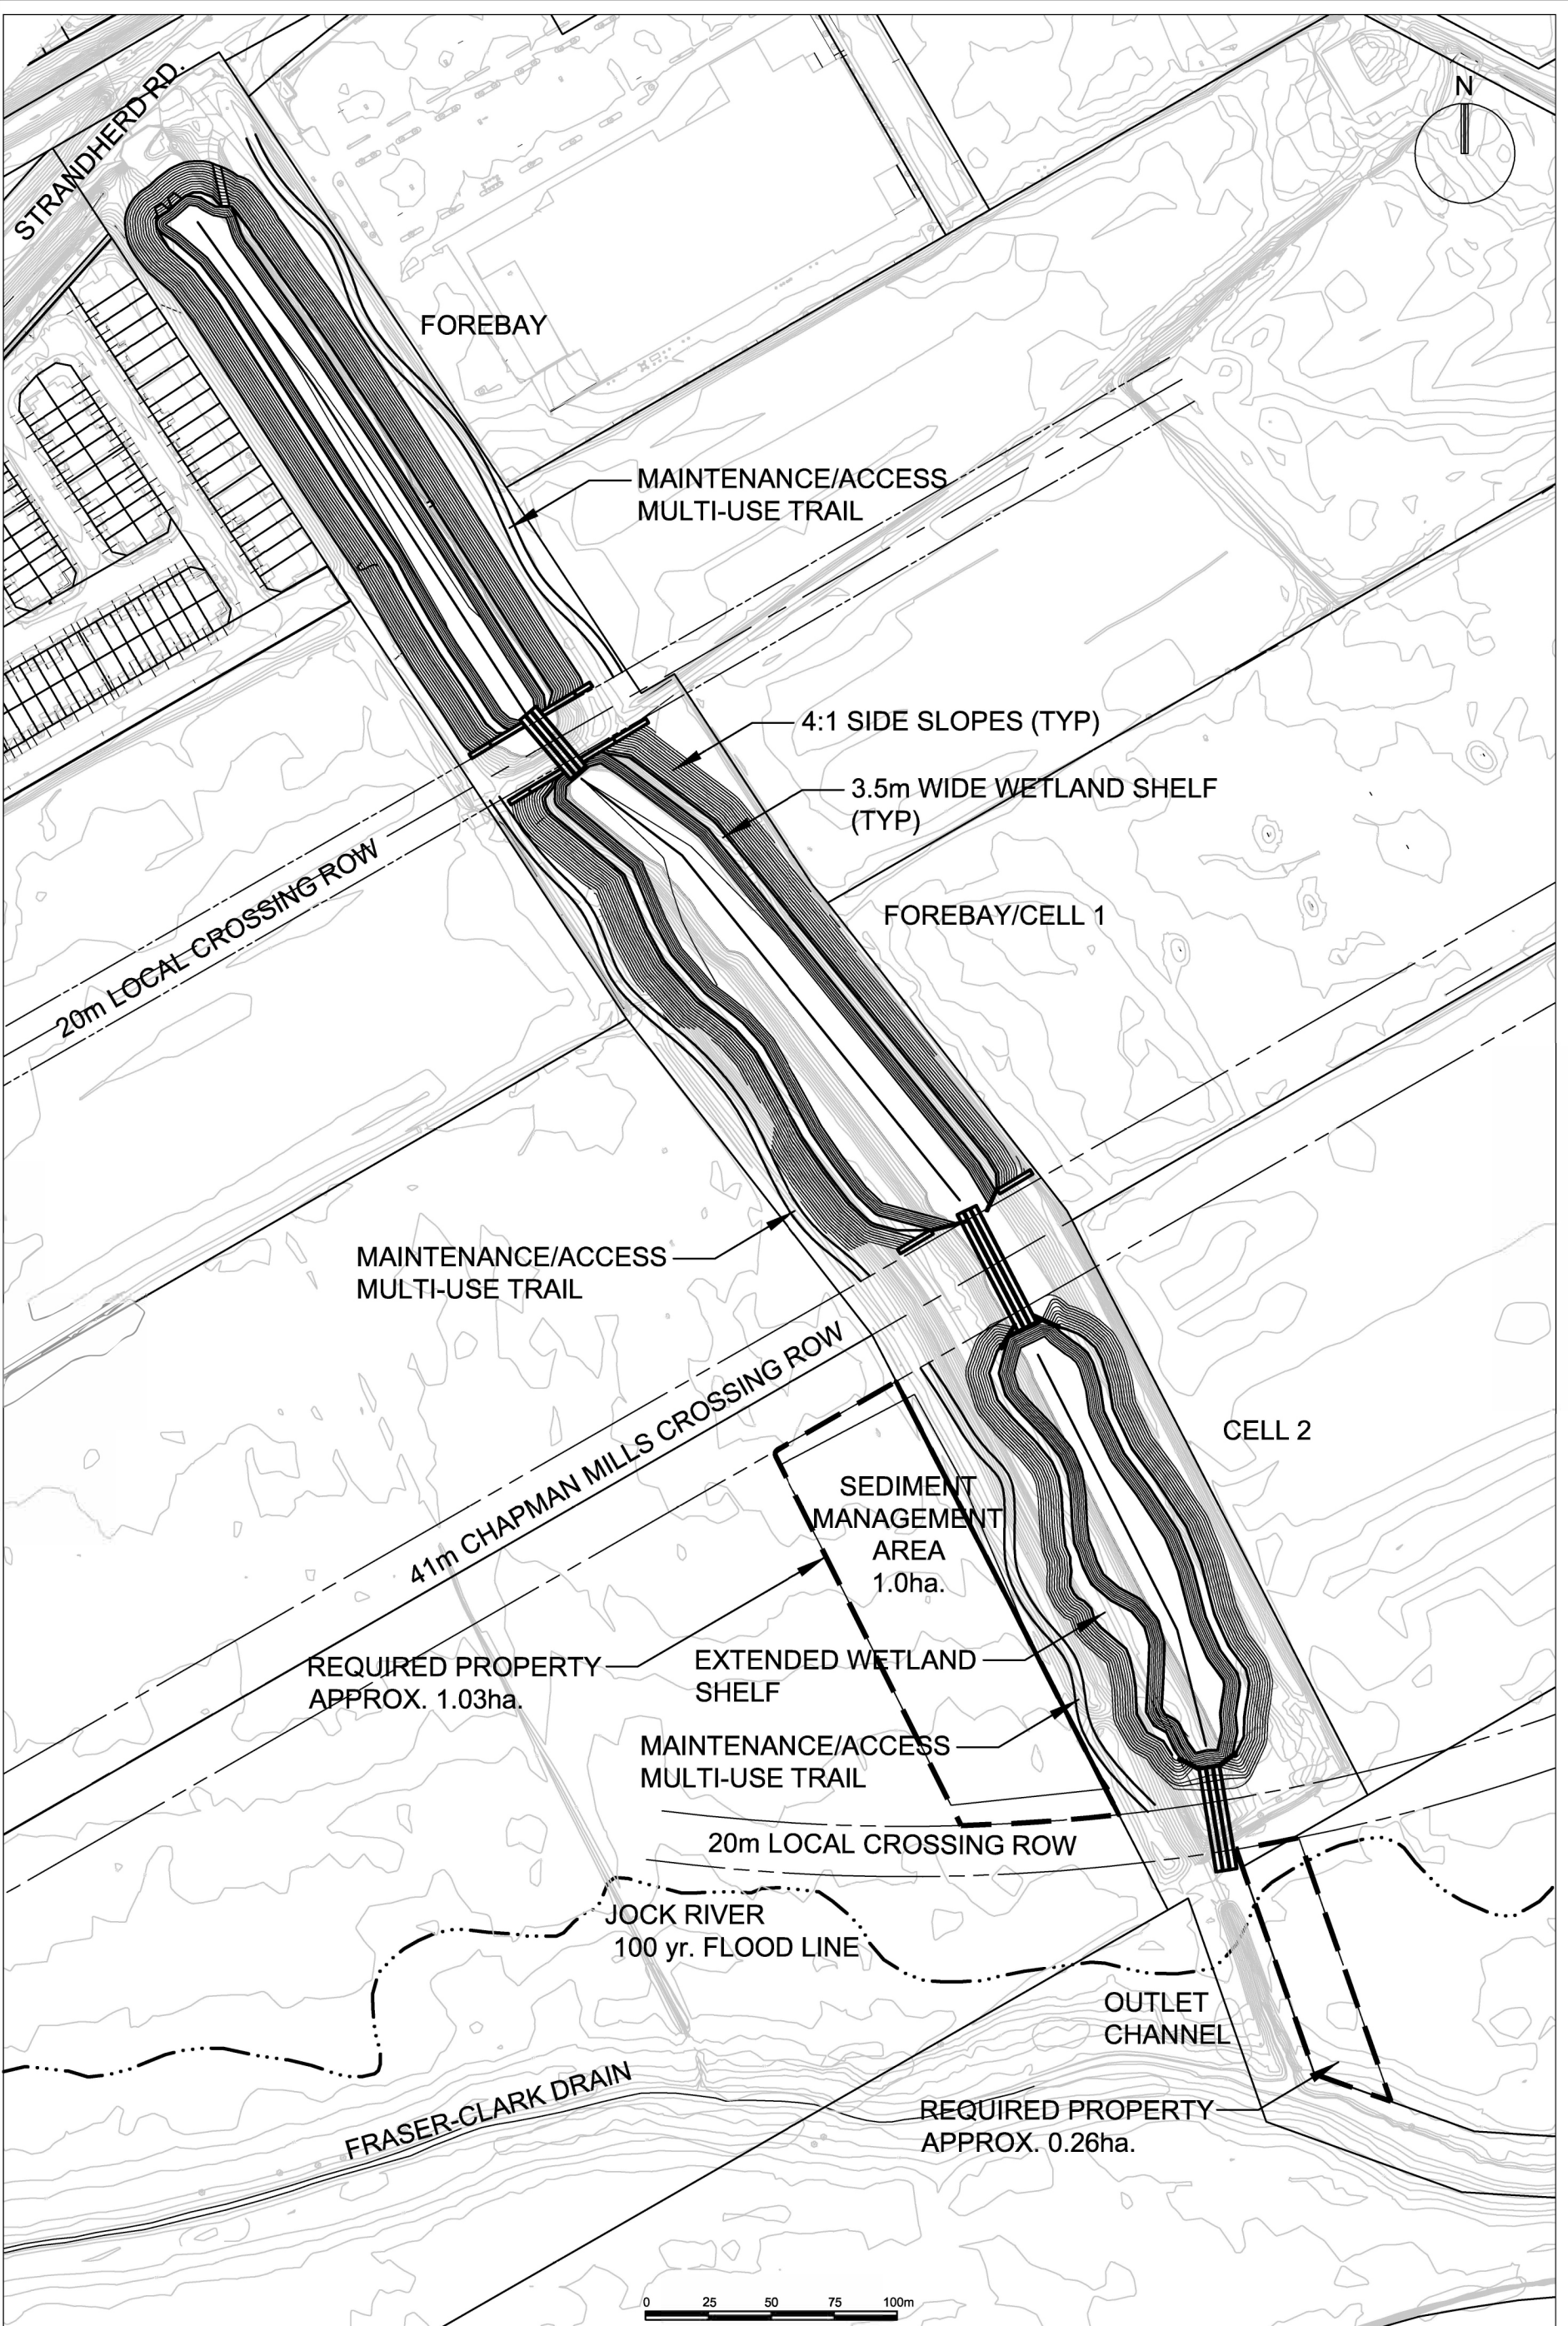 STRANDHERD RD.
N
FOREBAY
MAINTENANCE/ACCESS
MULTI-USE TRAIL
4:1 SIDE SLOPES (TYP)
3.5m WIDE WETLAND SHELF
(TYP)
20m LOCAL CROSSING ROW
FOREBAY/CELL 1
MAINTENANCE/ACCESS
MULTI-USE TRAIL
41m CHAPMAN MILLS CROSSING ROW
CELL 2
SEDIMENT
MANAGEMENT
AREA
1.0ha.
REQUIRED PROPERTY
APPROX. 1.03ha.
EXTENDED WETLAND
SHELF
MAINTENANCE/ACCESS
MULTI-USE TRAIL
20m LOCAL CROSSING ROW
JOCK RIVER
100 yr. FLOOD LINE
OUTLET
CHANNEL
FRASER-CLARK DRAIN
REQUIRED PROPERTY
APPROX. 0.26ha.
0 25 50 75 100m